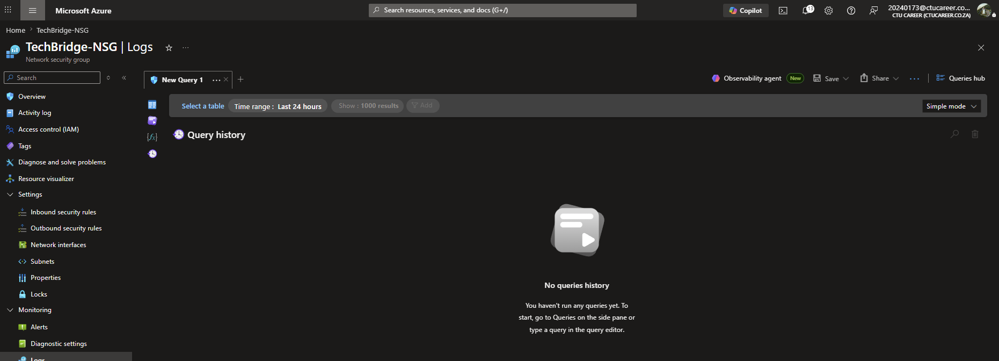 Microsoft Azure
Search resources, services, and docs (G+/)
Copilot
13
20240173@ctucareer.co...
CTU CAREER (CTUCAREER.CO.ZA)
Home > TechBridge-NSG
TechBridge-NSG | Logs
Network security group
Search
Overview
Activity log
Access control (IAM)
Tags
Diagnose and solve problems
Resource visualizer
Settings
Inbound security rules
Outbound security rules
Network interfaces
Subnets
Properties
Locks
Monitoring
Alerts
Diagnostic settings
Logs
New Query 1
Observability agent New
Save
Share
Queries hub
Select a table
Time range : Last 24 hours
Show : 1000 results
Add
Simple mode
Query history
No queries history
You haven't run any queries yet. To
start, go to Queries on the side pane or
type a query in the query editor.